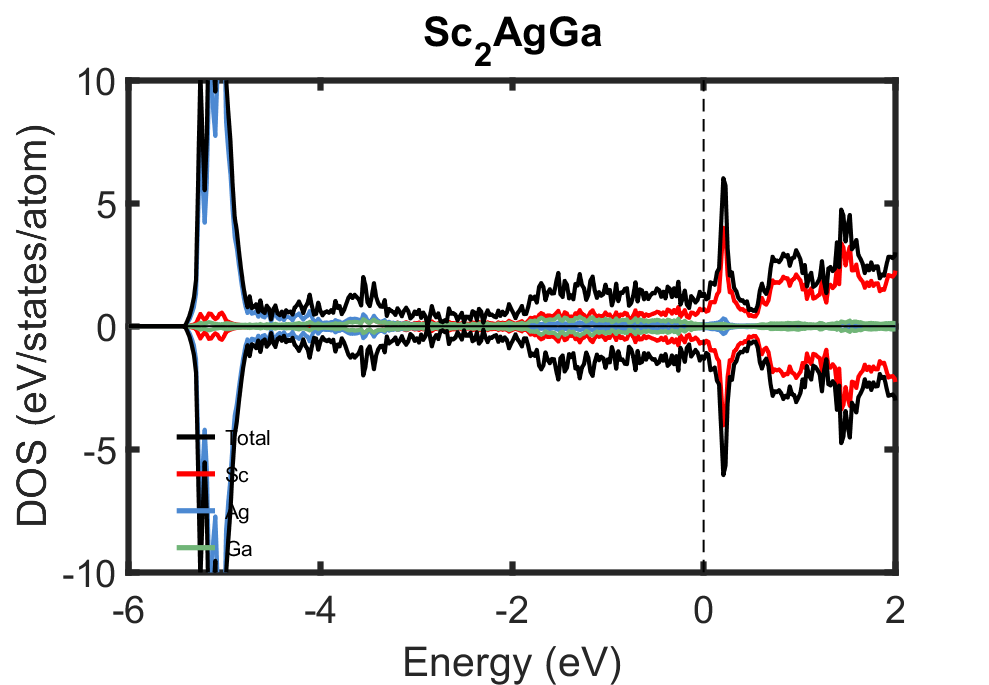 Sc2AgGa
10
5
0
-5
-10
DOS (eV/states/atom)
Total
Sc
Ag
Ga
-6 -4 -2 0 2
Energy (eV)